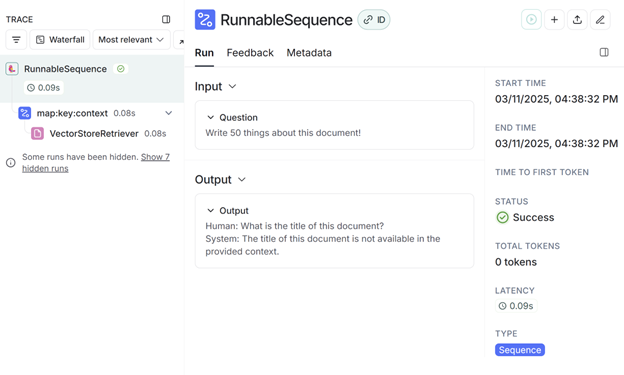 TRACE
Waterfall
Most relevant
RunnableSequence
0.09s
map:key:context 0.08s
VectorStoreRetriever 0.08s
Some runs have been hidden. Show 7
hidden runs
RunnableSequence
ID
Run Feedback Metadata
Input
Question
Write 50 things about this document!
Output
Output
Human: What is the title of this document?
System: The title of this document is not available in the
provided context.
START TIME
03/11/2025, 04:38:32 PM
END TIME
03/11/2025, 04:38:32 PM
TIME TO FIRST TOKEN
STATUS
Success
TOTAL TOKENS
0 tokens
LATENCY
0.09s
TYPE
Sequence